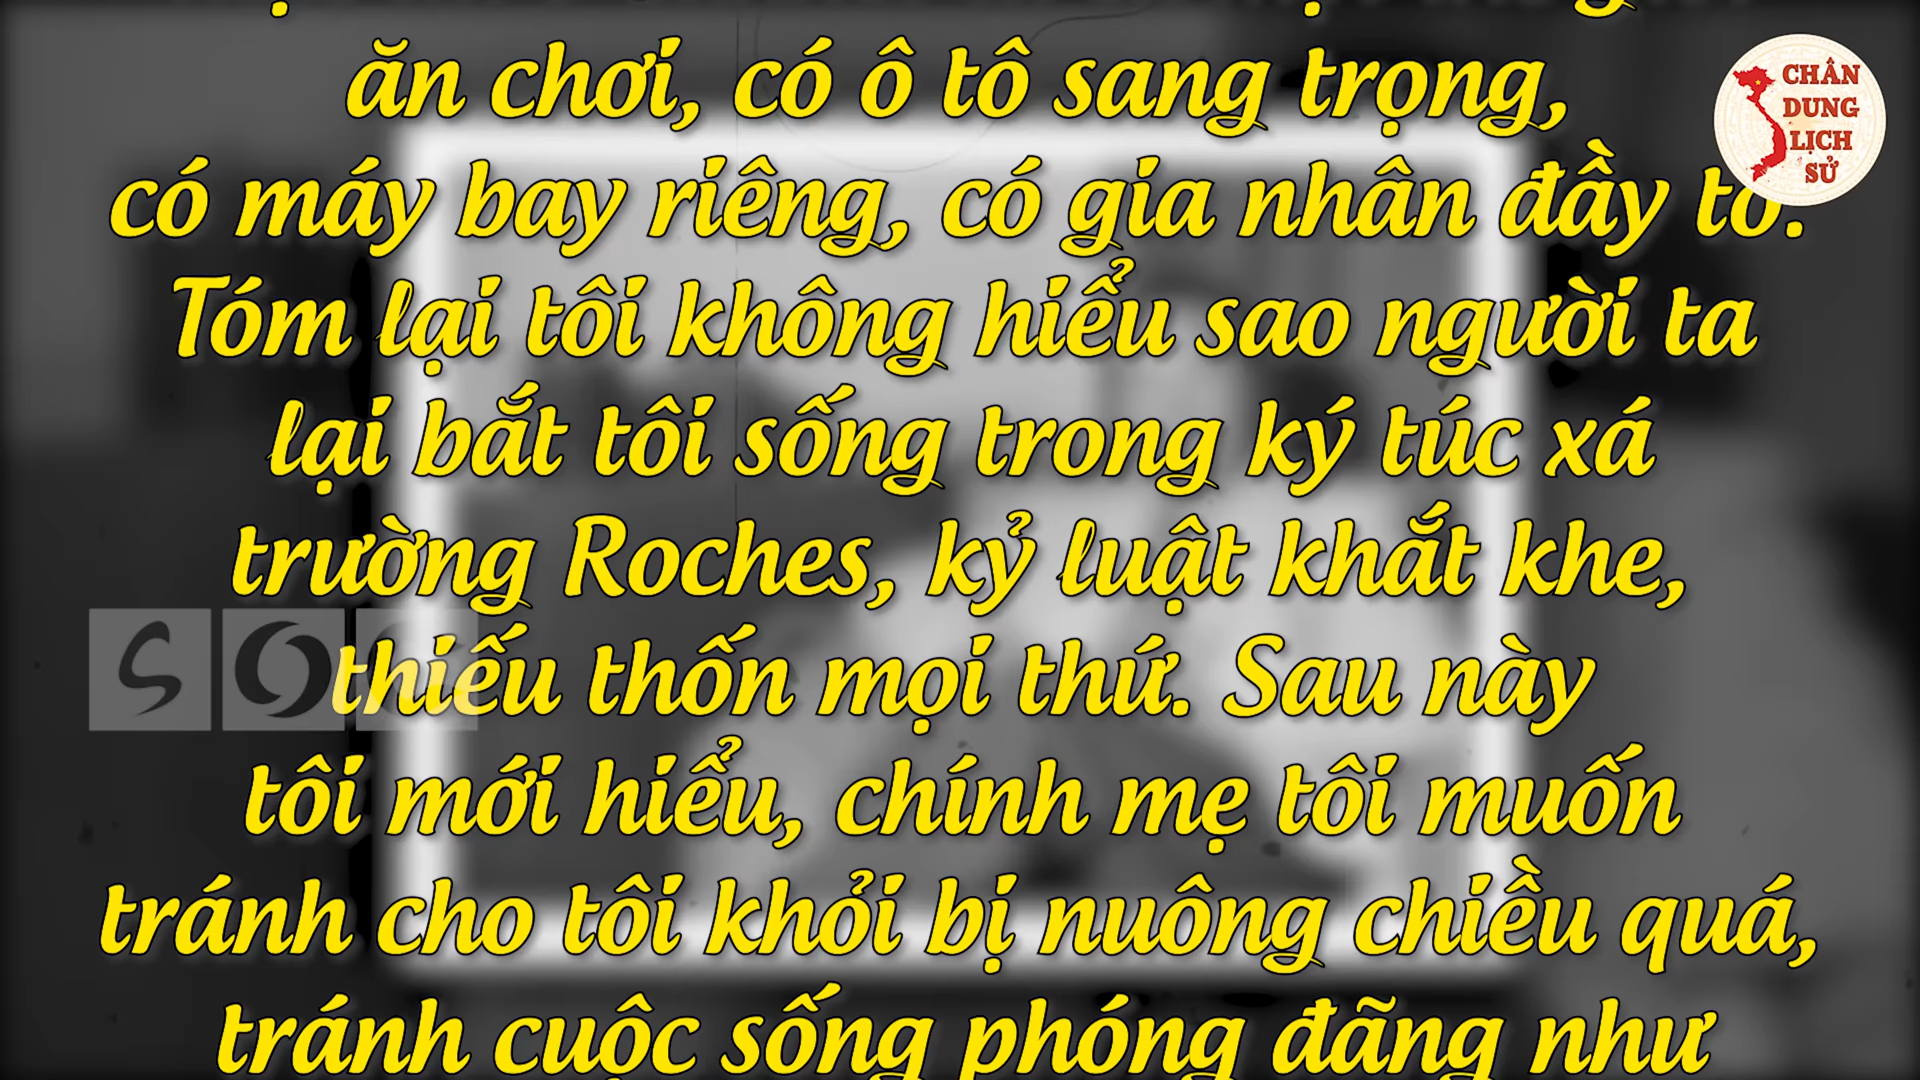 ăn chơi, có ô tô sang trọng,
có máy bay riêng, có gia nhân đầy tớ.
Tóm lại tôi không hiểu sao người ta
lại bắt tôi sống trong ký túc xá
trường Roches, kỷ luật khắt khe,
thiếu thốn mọi thứ. Sau này
tôi mới hiểu, chính mẹ tôi muốn
tránh cho tôi khỏi bị nuông chiều quá,
tránh cuộc sống phóng đãng như
CHÂN
DUNG
LỊCH
SỬ